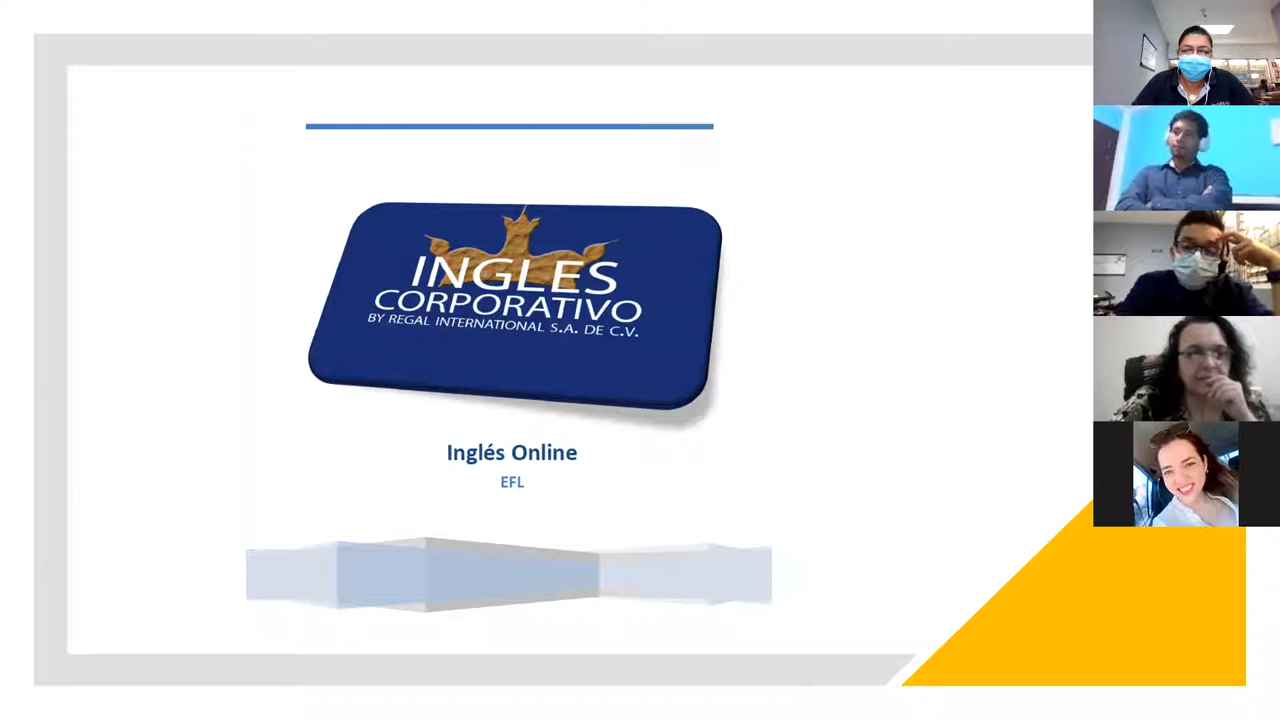 INGLES
CORPORATIVO
BY REGAL INTERNATIONAL S.A. DE C.V.
Inglés Online
EFL